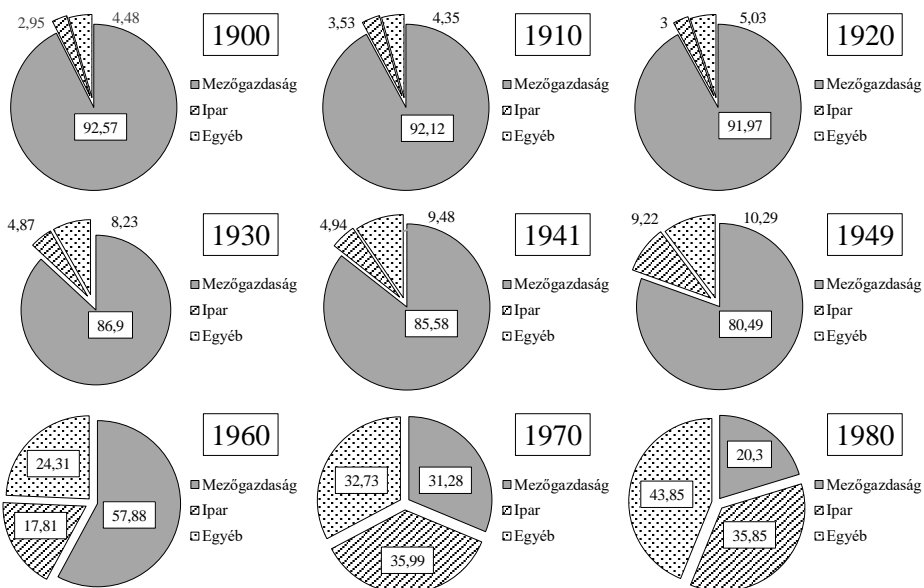 2,95
4,48
1900
92,57
Mezőgazdaság
Ipar
Egyéb
3,53
4,35
1910
92,12
Mezőgazdaság
Ipar
Egyéb
3
5,03
1920
91,97
Mezőgazdaság
Ipar
Egyéb
4,87
8,23
1930
86,9
Mezőgazdaság
Ipar
Egyéb
4,94
9,48
1941
85,58
Mezőgazdaság
Ipar
Egyéb
9,22
10,29
1949
80,49
Mezőgazdaság
Ipar
Egyéb
1960
24,31
17,81
57,88
Mezőgazdaság
Ipar
Egyéb
1970
32,73
31,28
35,99
Mezőgazdaság
Ipar
Egyéb
1980
20,3
43,85
35,85
Mezőgazdaság
Ipar
Egyéb